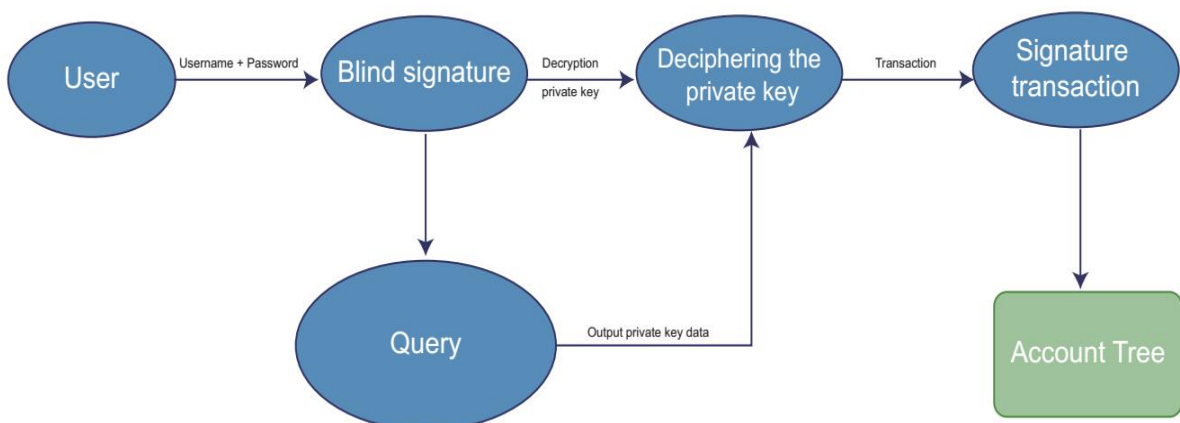 User
Username + Password
Blind signature
Decryption
private key
Deciphering the
private key
Transaction
Signature
transaction
Query
Output private key data
Account Tree